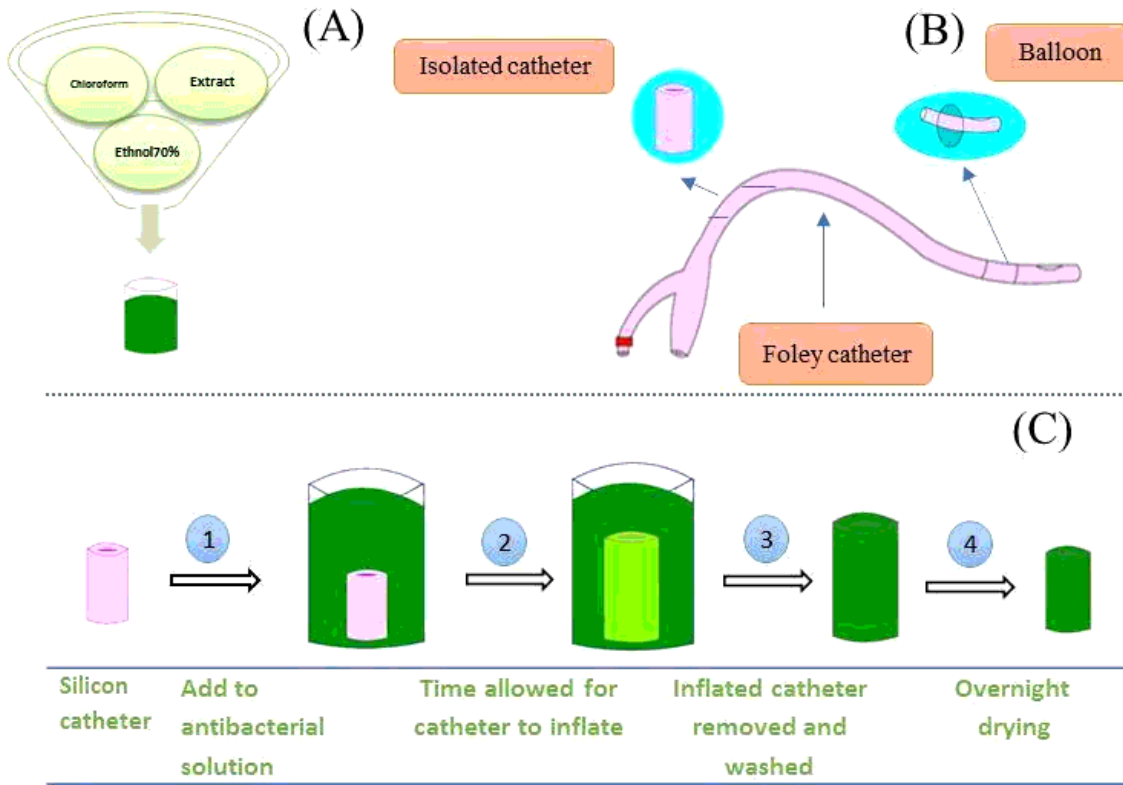 (A)
Chloroform
Extract
Ethnol70%
(B)
Isolated catheter
Balloon
Foley catheter
(C)
1
2
3
4
Silicon
catheter
Add to
antibacterial
solution
Time allowed for
catheter to inflate
Inflated catheter
removed and
washed
Overnight
drying